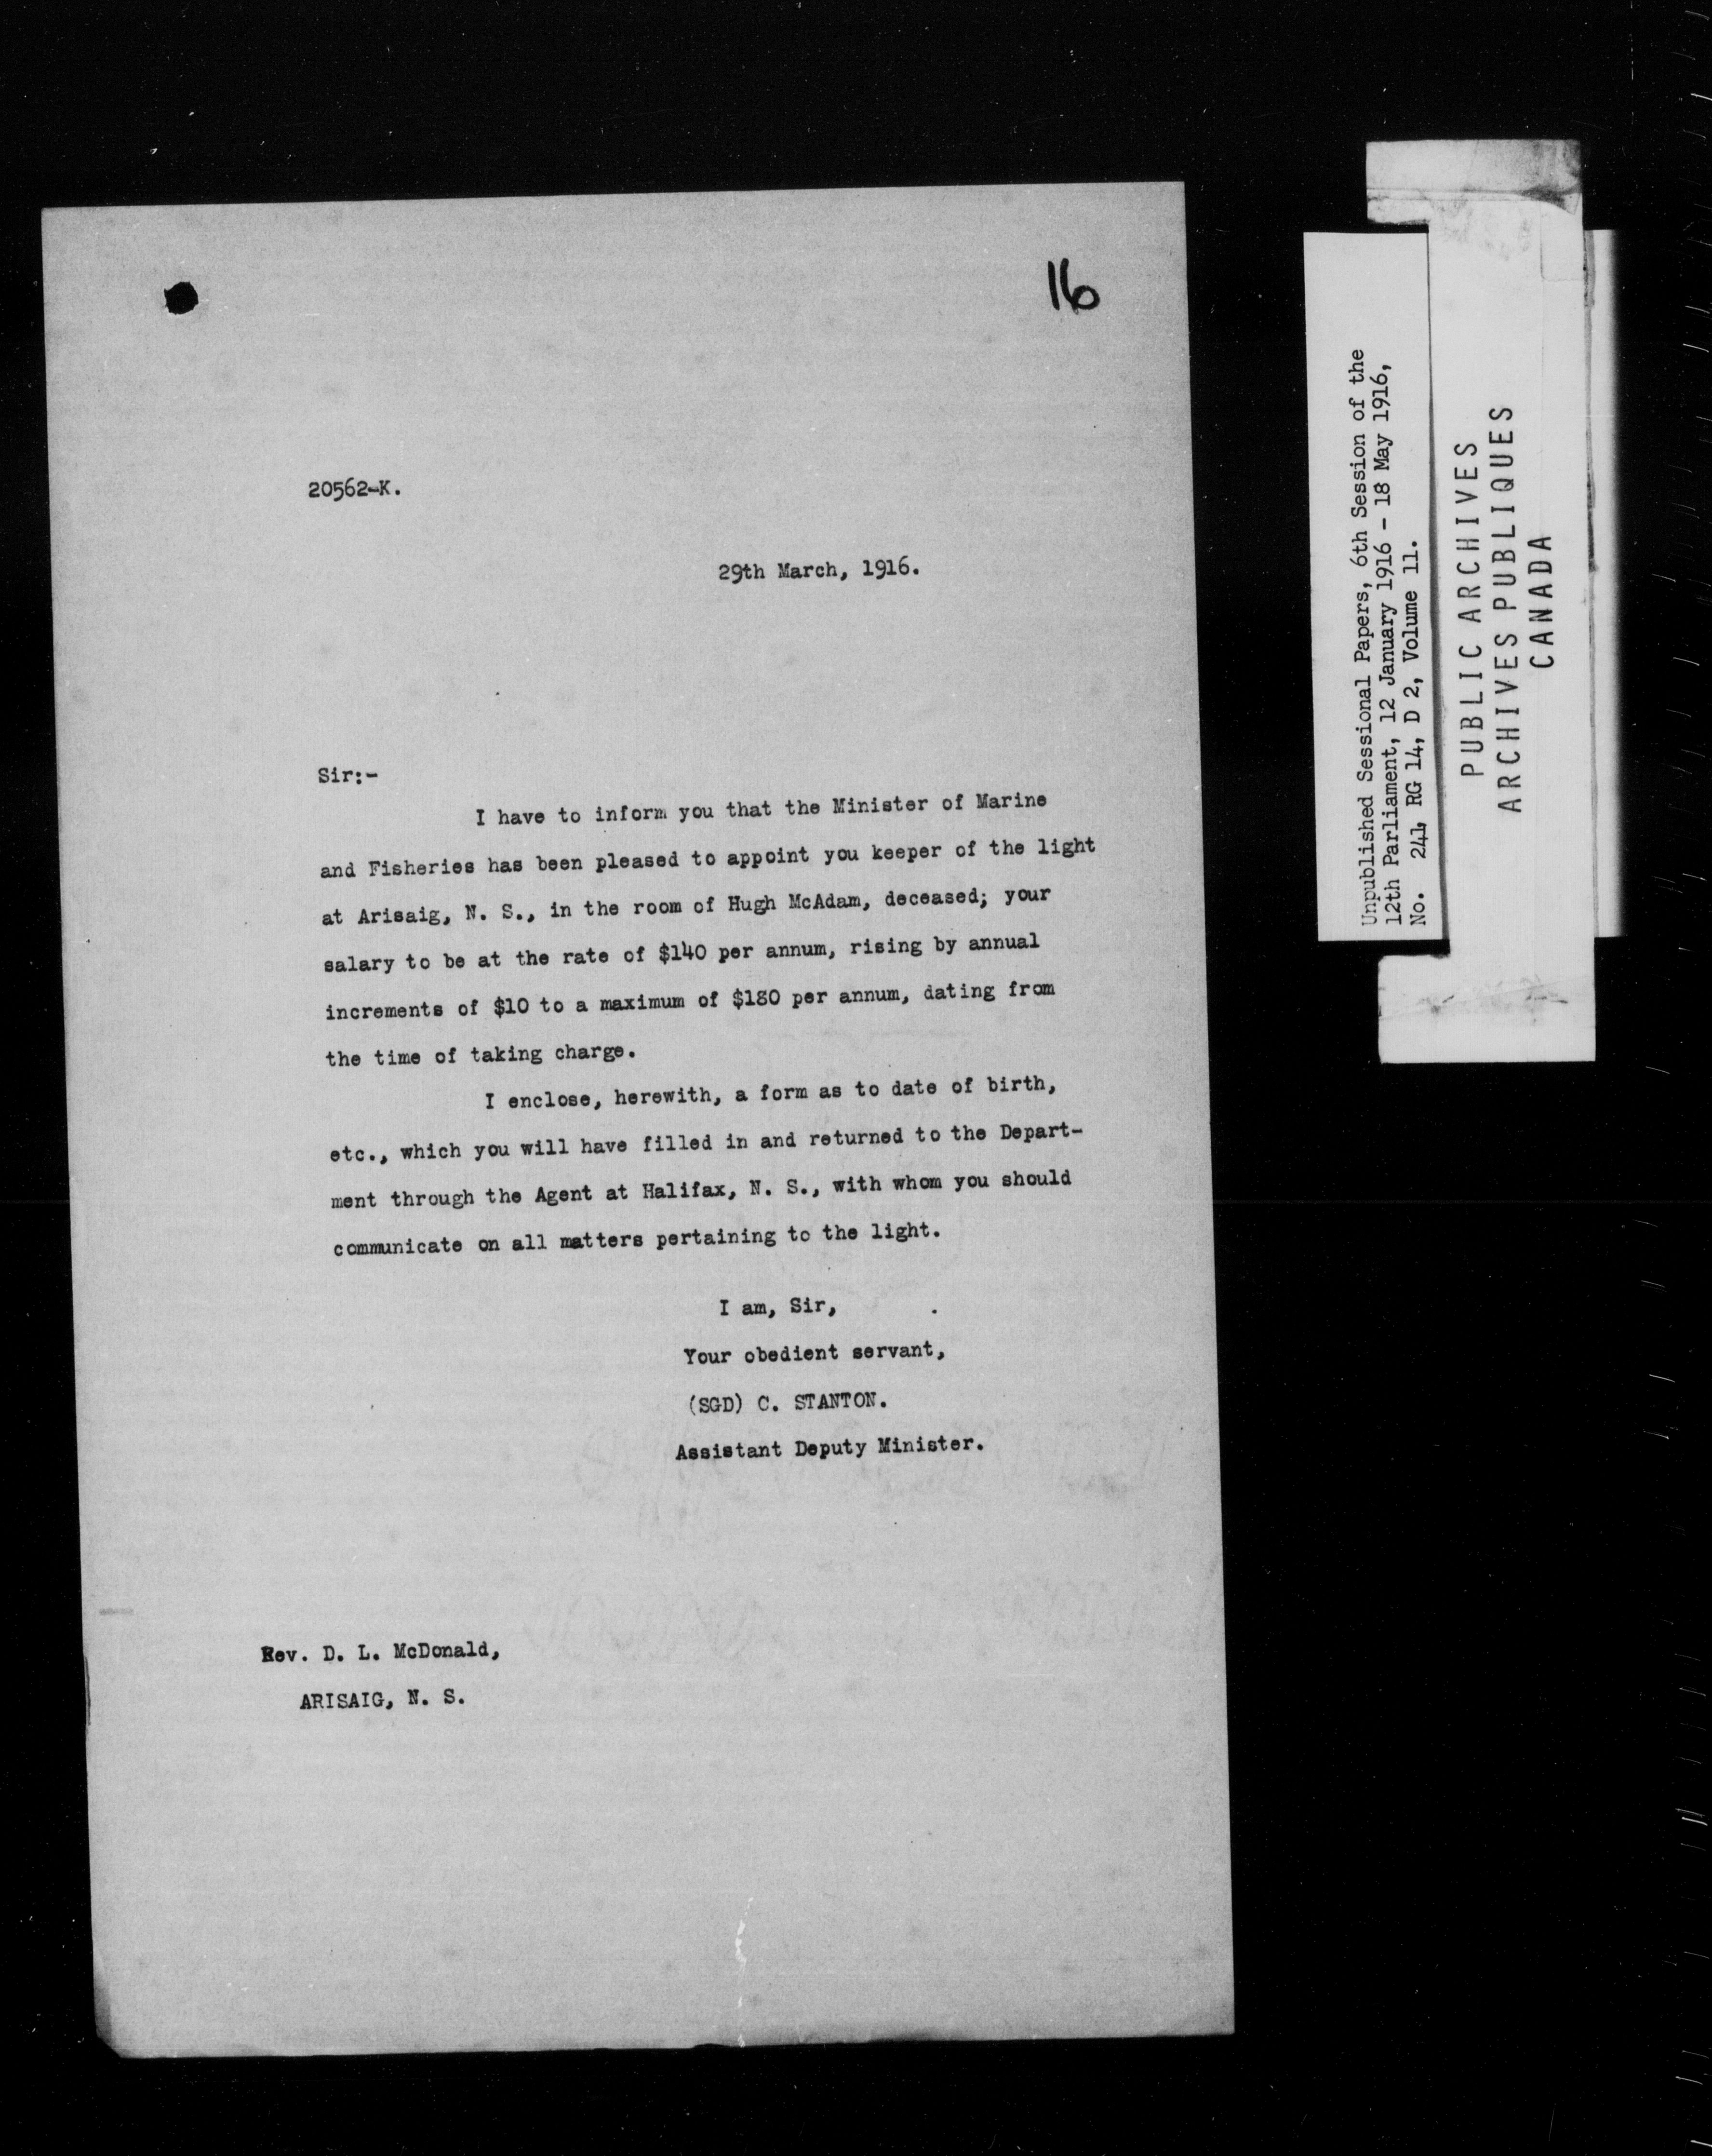 16
20562-K.
29th March, 1916.
Sir:-
I have to inform you that the Minister of Marine
and Fisheries has been pleased to appoint you keeper of the light
at Arisaig, N. S., in the room of Hugh McAdam, deceased; your
salary to be at the rate of $140 per annum, rising by annual
increments of $10 to a maximum of $180 per annum, dating from
the time of taking charge.
I enclose, herewith, a form as to date of birth,
etc., which you will have filled in and returned to the Depart-
ment through the Agent at Halifax, N. S., with whom you should
communicate on all matters pertaining to the light.
I am, Sir,
Your obedient servant,
(SGD) C. STANTON.
Assistant Deputy Minister.
Rev. D. L. McDonald,
ARISAIG, N. S.
Unpublished Sessional Papers, 6th Session of the
12th Parliament, 12 January 1916 - 18 May 1916,
No. 241, RG 14, D 2, Volume 11.
PUBLIC ARCHIVES
ARCHIVES PUBLIQUES
CANADA